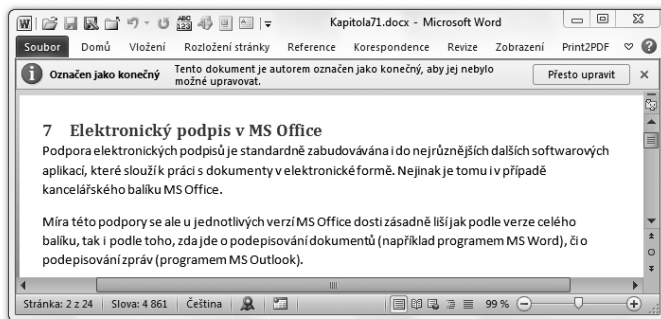 Kapitola71.docx - Microsoft Word
Soubor Domů Vložení Rozložení stránky Reference Korespondence Revize Zobrazení Print2PDF
Označen jako konečný Tento dokument je autorem označen jako konečný, aby jej nebylo
možné upravovat.
Přesto upravit
7 Elektronický podpis v MS Office
Podpora elektronických podpisů je standardně zabudovávána i do nejrůznějších dalších softwarových
aplikací, které slouží k práci s dokumenty v elektronické formě. Nejinak je tomu i v případě
kancelářského balíku MS Office.
Míra této podpory se ale u jednotlivých verzí MS Office dosti zásadně liší jak podle verze celého
balíku, tak i podle toho, zda jde o podepisování dokumentů (například programem MS Word), či o
podepisování zpráv (programem MS Outlook).
Stránka: 2 z 24 Slova: 4 861 Čeština 99 %